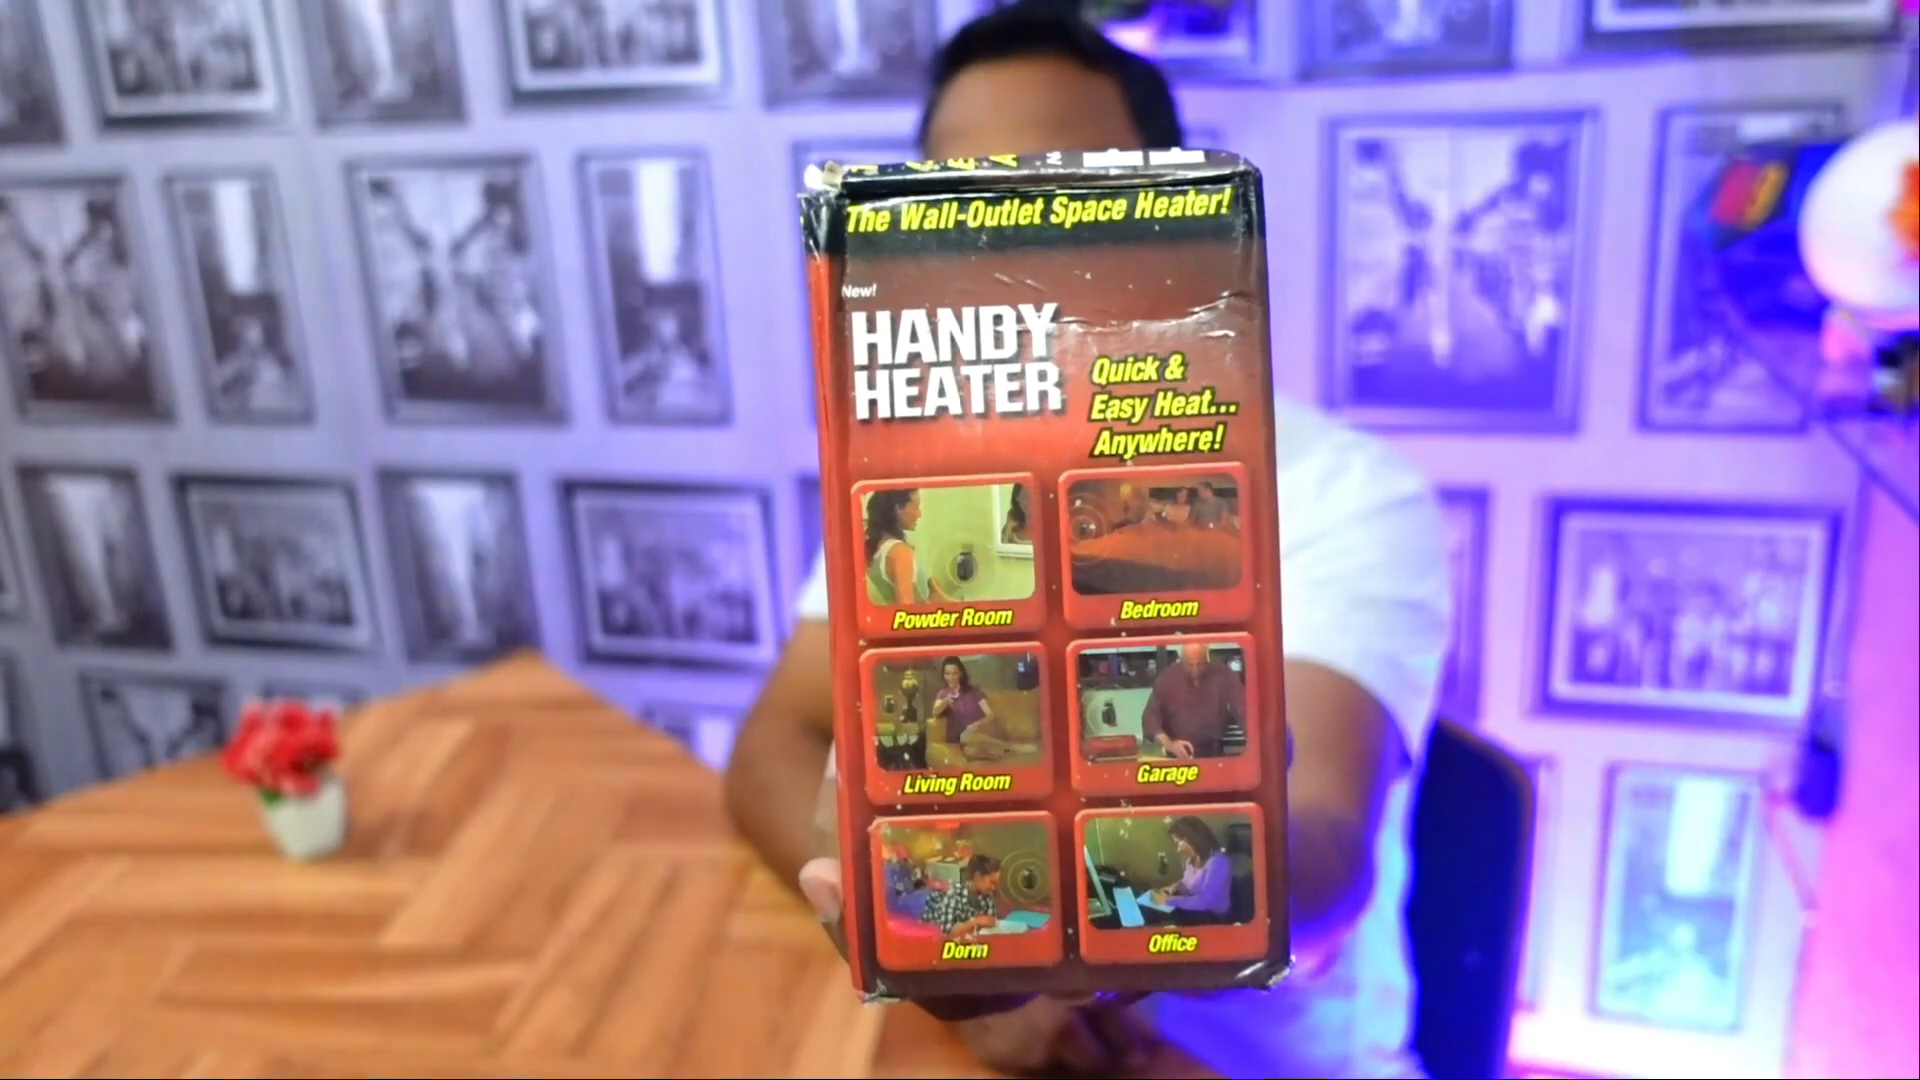 The Wall-Outlet Space Heater!
New!
HANDY
HEATER
Quick &
Easy Heat...
Anywhere!
Powder Room
Bedroom
Living Room
Garage
Dorm
Office